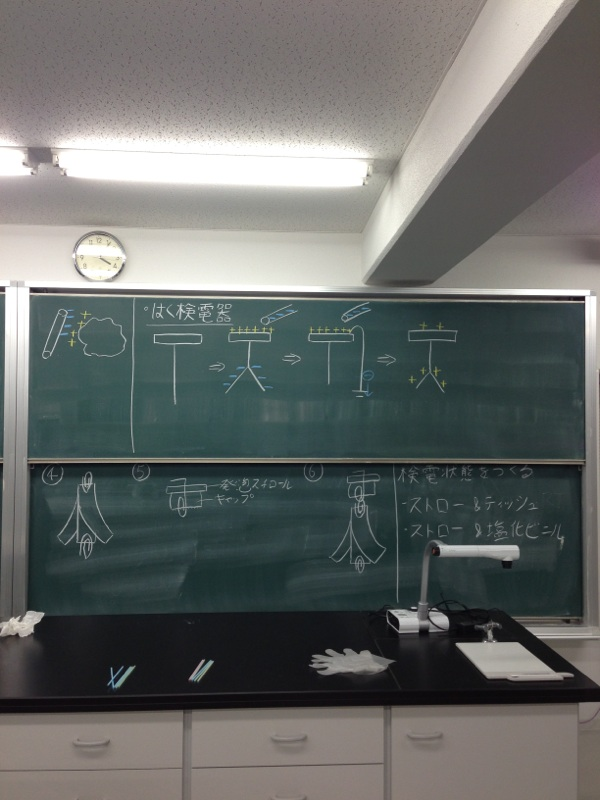 ・はく検電器
④
⑤
発泡スチロール
キャップ
⑥
検電状態をつくる
・ストロー&ティッシュ
・ストロー&塩化ビニル